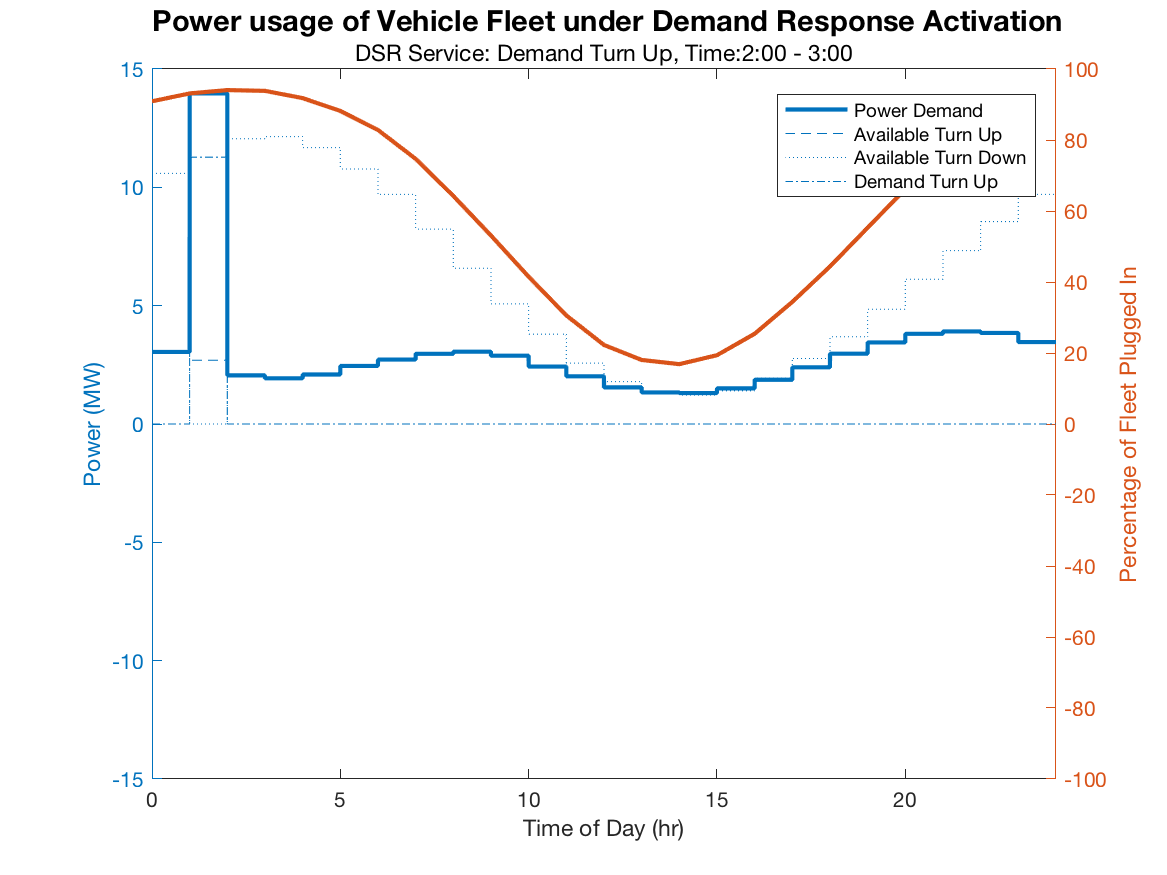 Power usage of Vehicle Fleet under Demand Response Activation
DSR Service: Demand Turn Up, Time:2:00 - 3:00
15
10
5
0
-5
-10
-15
Power (MW)
Power Demand
Available Turn Up
Available Turn Down
Demand Turn Up
100
80
60
40
20
0
-20
-40
-60
-80
-100
Percentage of Fleet Plugged In
0
5
10
15
20
Time of Day (hr)